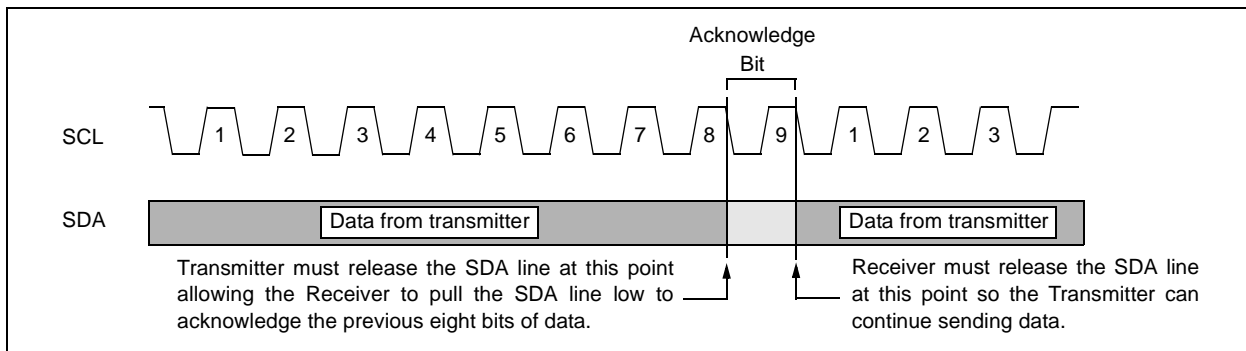 Acknowledge
Bit
SCL
1 2 3 4 5 6 7 8 9 1 2 3
SDA
Data from transmitter
Data from transmitter
Transmitter must release the SDA line at this point
allowing the Receiver to pull the SDA line low to
acknowledge the previous eight bits of data.
Receiver must release the SDA line
at this point so the Transmitter can
continue sending data.